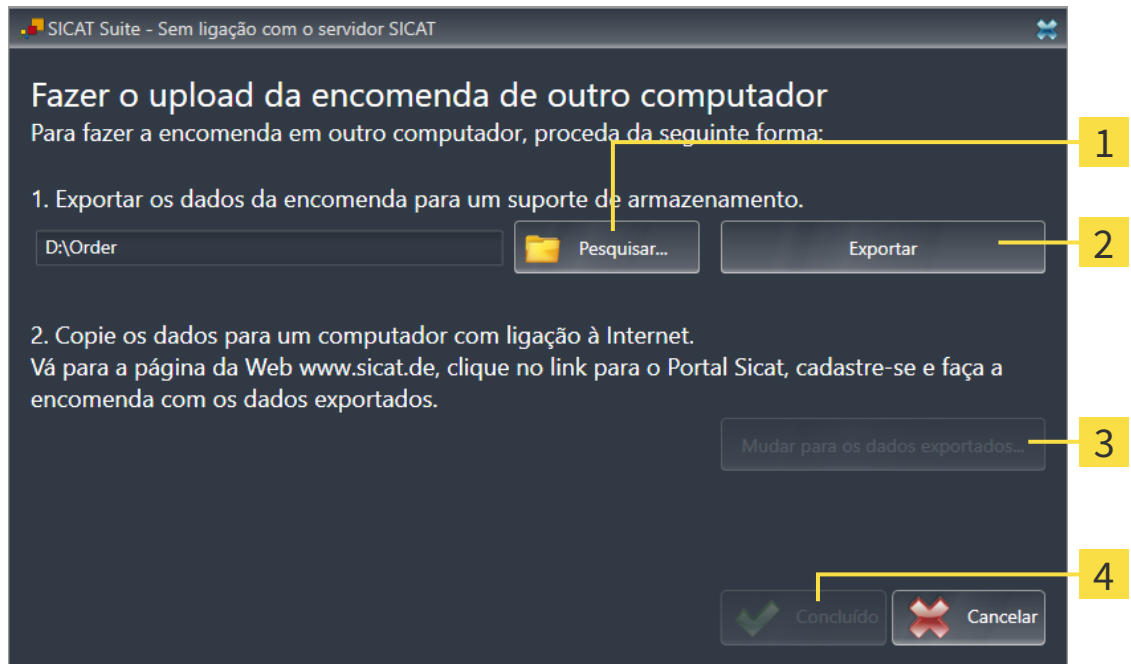 SICAT Suite - Sem ligação com o servidor SICAT
Fazer o upload da encomenda de outro computador
Para fazer a encomenda em outro computador, proceda da seguinte forma:
1
1. Exportar os dados da encomenda para um suporte de armazenamento.
D:\Order
Pesquisar...
Exportar
2
2. Copie os dados para um computador com ligação à Internet.
Vá para a página da Web www.sicat.de, clique no link para o Portal Sicat, cadastre-se e faça a
encomenda com os dados exportados.
Mudar para os dados exportados...
3
4
Concluído
Cancelar